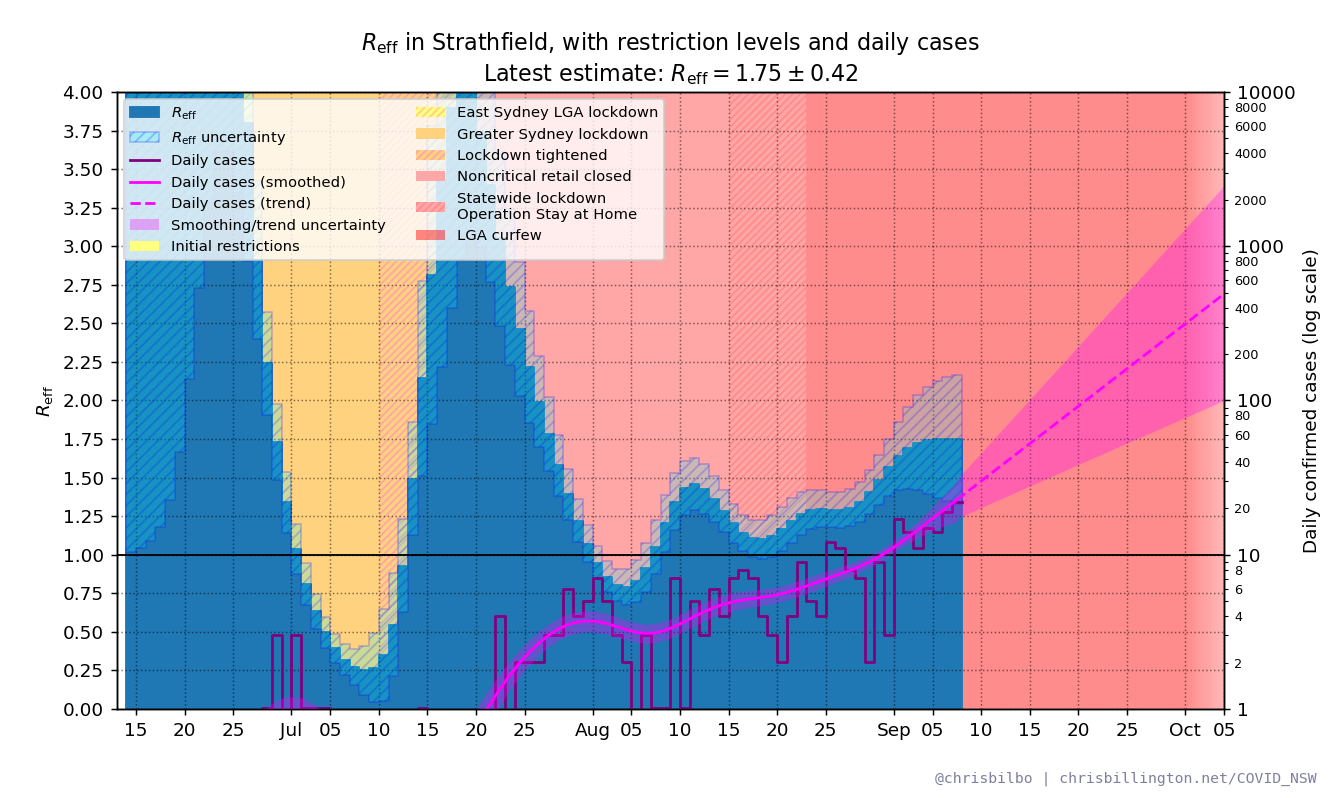 Reff in Strathfield, with restriction levels and daily cases
Latest estimate: Reff = 1.75 ± 0.42
Reff
Reff uncertainty
Daily cases
Daily cases (smoothed)
Daily cases (trend)
Smoothing/trend uncertainty
Initial restrictions
East Sydney LGA lockdown
Greater Sydney lockdown
Lockdown tightened
Noncritical retail closed
Statewide lockdown
Operation Stay at Home
LGA curfew
Reff
4.00
3.75
3.50
3.25
3.00
2.75
2.50
2.25
2.00
1.75
1.50
1.25
1.00
0.75
0.50
0.25
0.00
10000
8000
6000
4000
2000
1000
800
600
400
200
100
80
60
40
20
10
8
6
4
2
1
Daily confirmed cases (log scale)
15 20 25 Jul 05 10 15 20 25 Aug 05 10 15 20 25 Sep 05 10 15 20 25 Oct 05
@chrisbilbo | chrisbillington.net/COVID_NSW